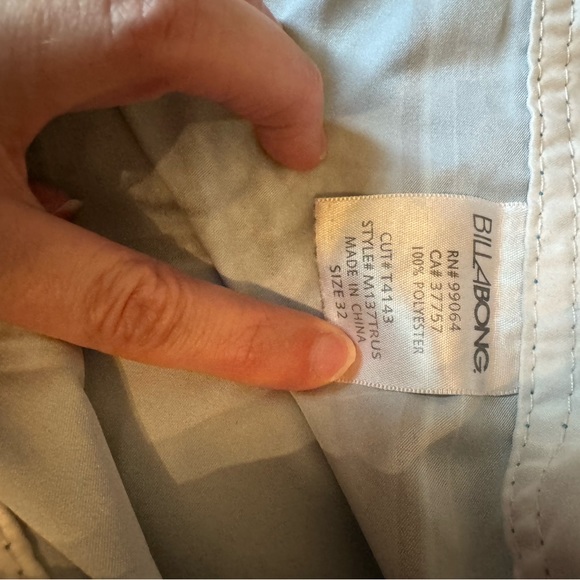 BILLABONG
RN# 99064
CA# 37757
100% POLYESTER
CUT# T4143
STYLE# M137TRUS
MADE IN CHINA
SIZE 32